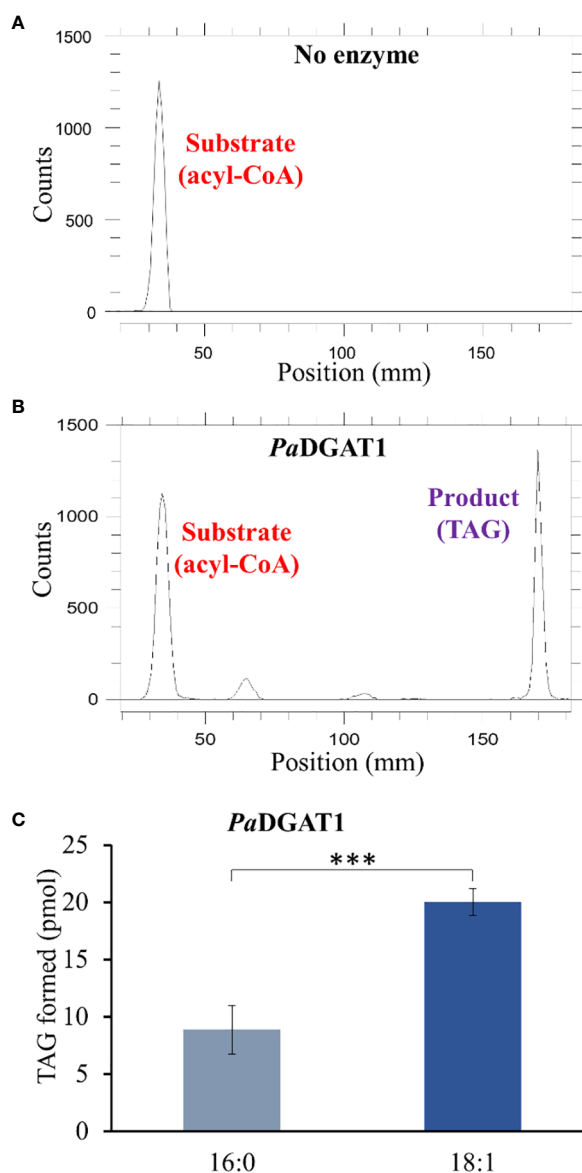 A
No enzyme
Substrate
(acyl-CoA)
Counts
1500
1000
500
0
50
100
150
Position (mm)
B
PaDGAT1
Product
(TAG)
Substrate
(acyl-CoA)
Counts
1500
1000
500
0
50
100
150
Position (mm)
C
PaDGAT1
***
TAG formed (pmol)
25
20
15
10
5
0
16:0
18:1